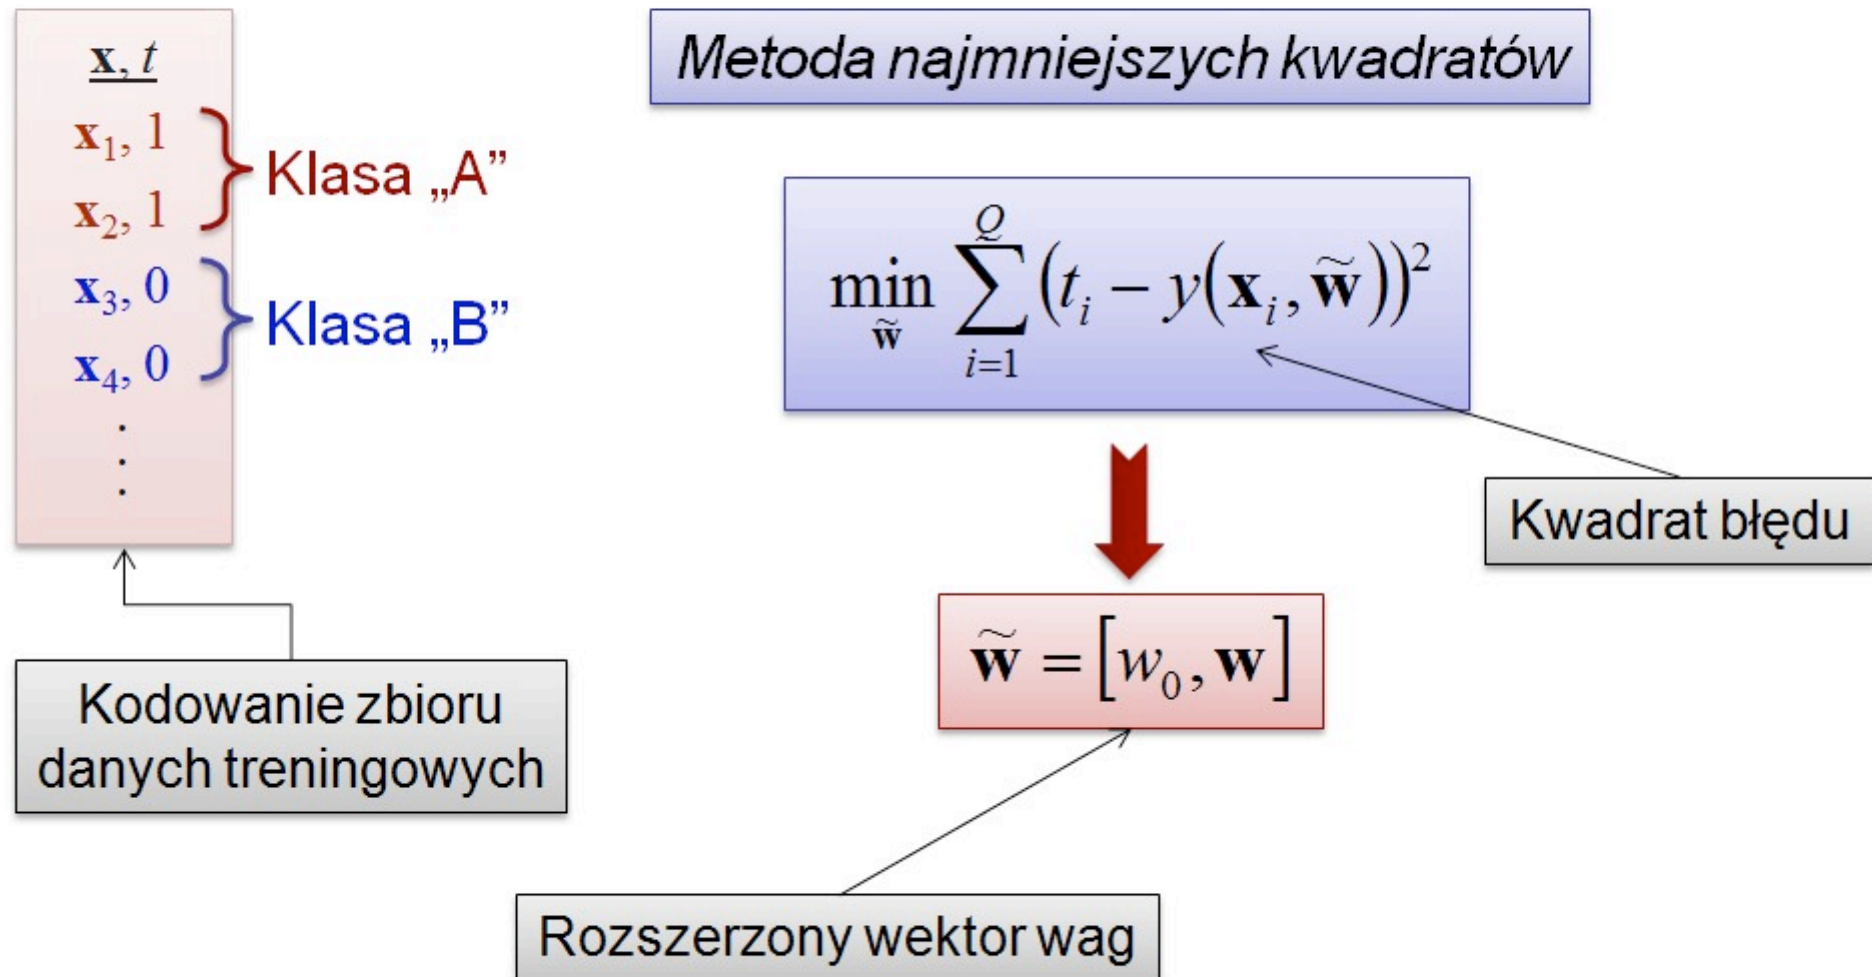 x, t
x₁, 1
x₂, 1
Klasa „A”
x₃, 0
x₄, 0
Klasa „B”
.
.
.
Kodowanie zbioru
danych treningowych
Metoda najmniejszych kwadratów
min_w̃ ∑_{i=1}^{Q} (t_i − y(x_i, w̃))²
Kwadrat błędu
w̃ = [w₀, w]
Rozszerzony wektor wag